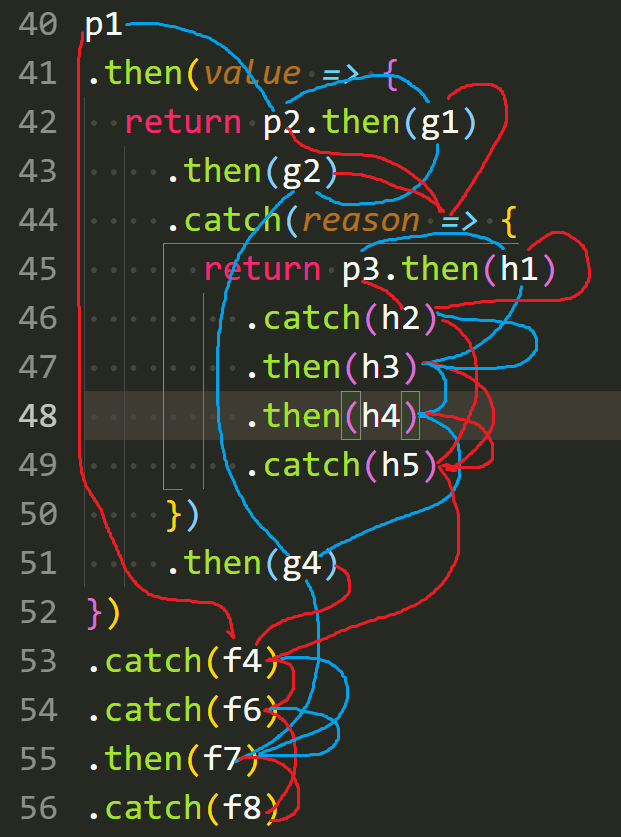 40 p1
41 .then(value => {
42 return p2.then(g1)
43 .then(g2)
44 .catch(reason => {
45 return p3.then(h1)
46 .catch(h2)
47 .then(h3)
48 .then(h4)
49 .catch(h5)
50 })
51 .then(g4)
52 })
53 .catch(f4)
54 .catch(f6)
55 .then(f7)
56 .catch(f8)